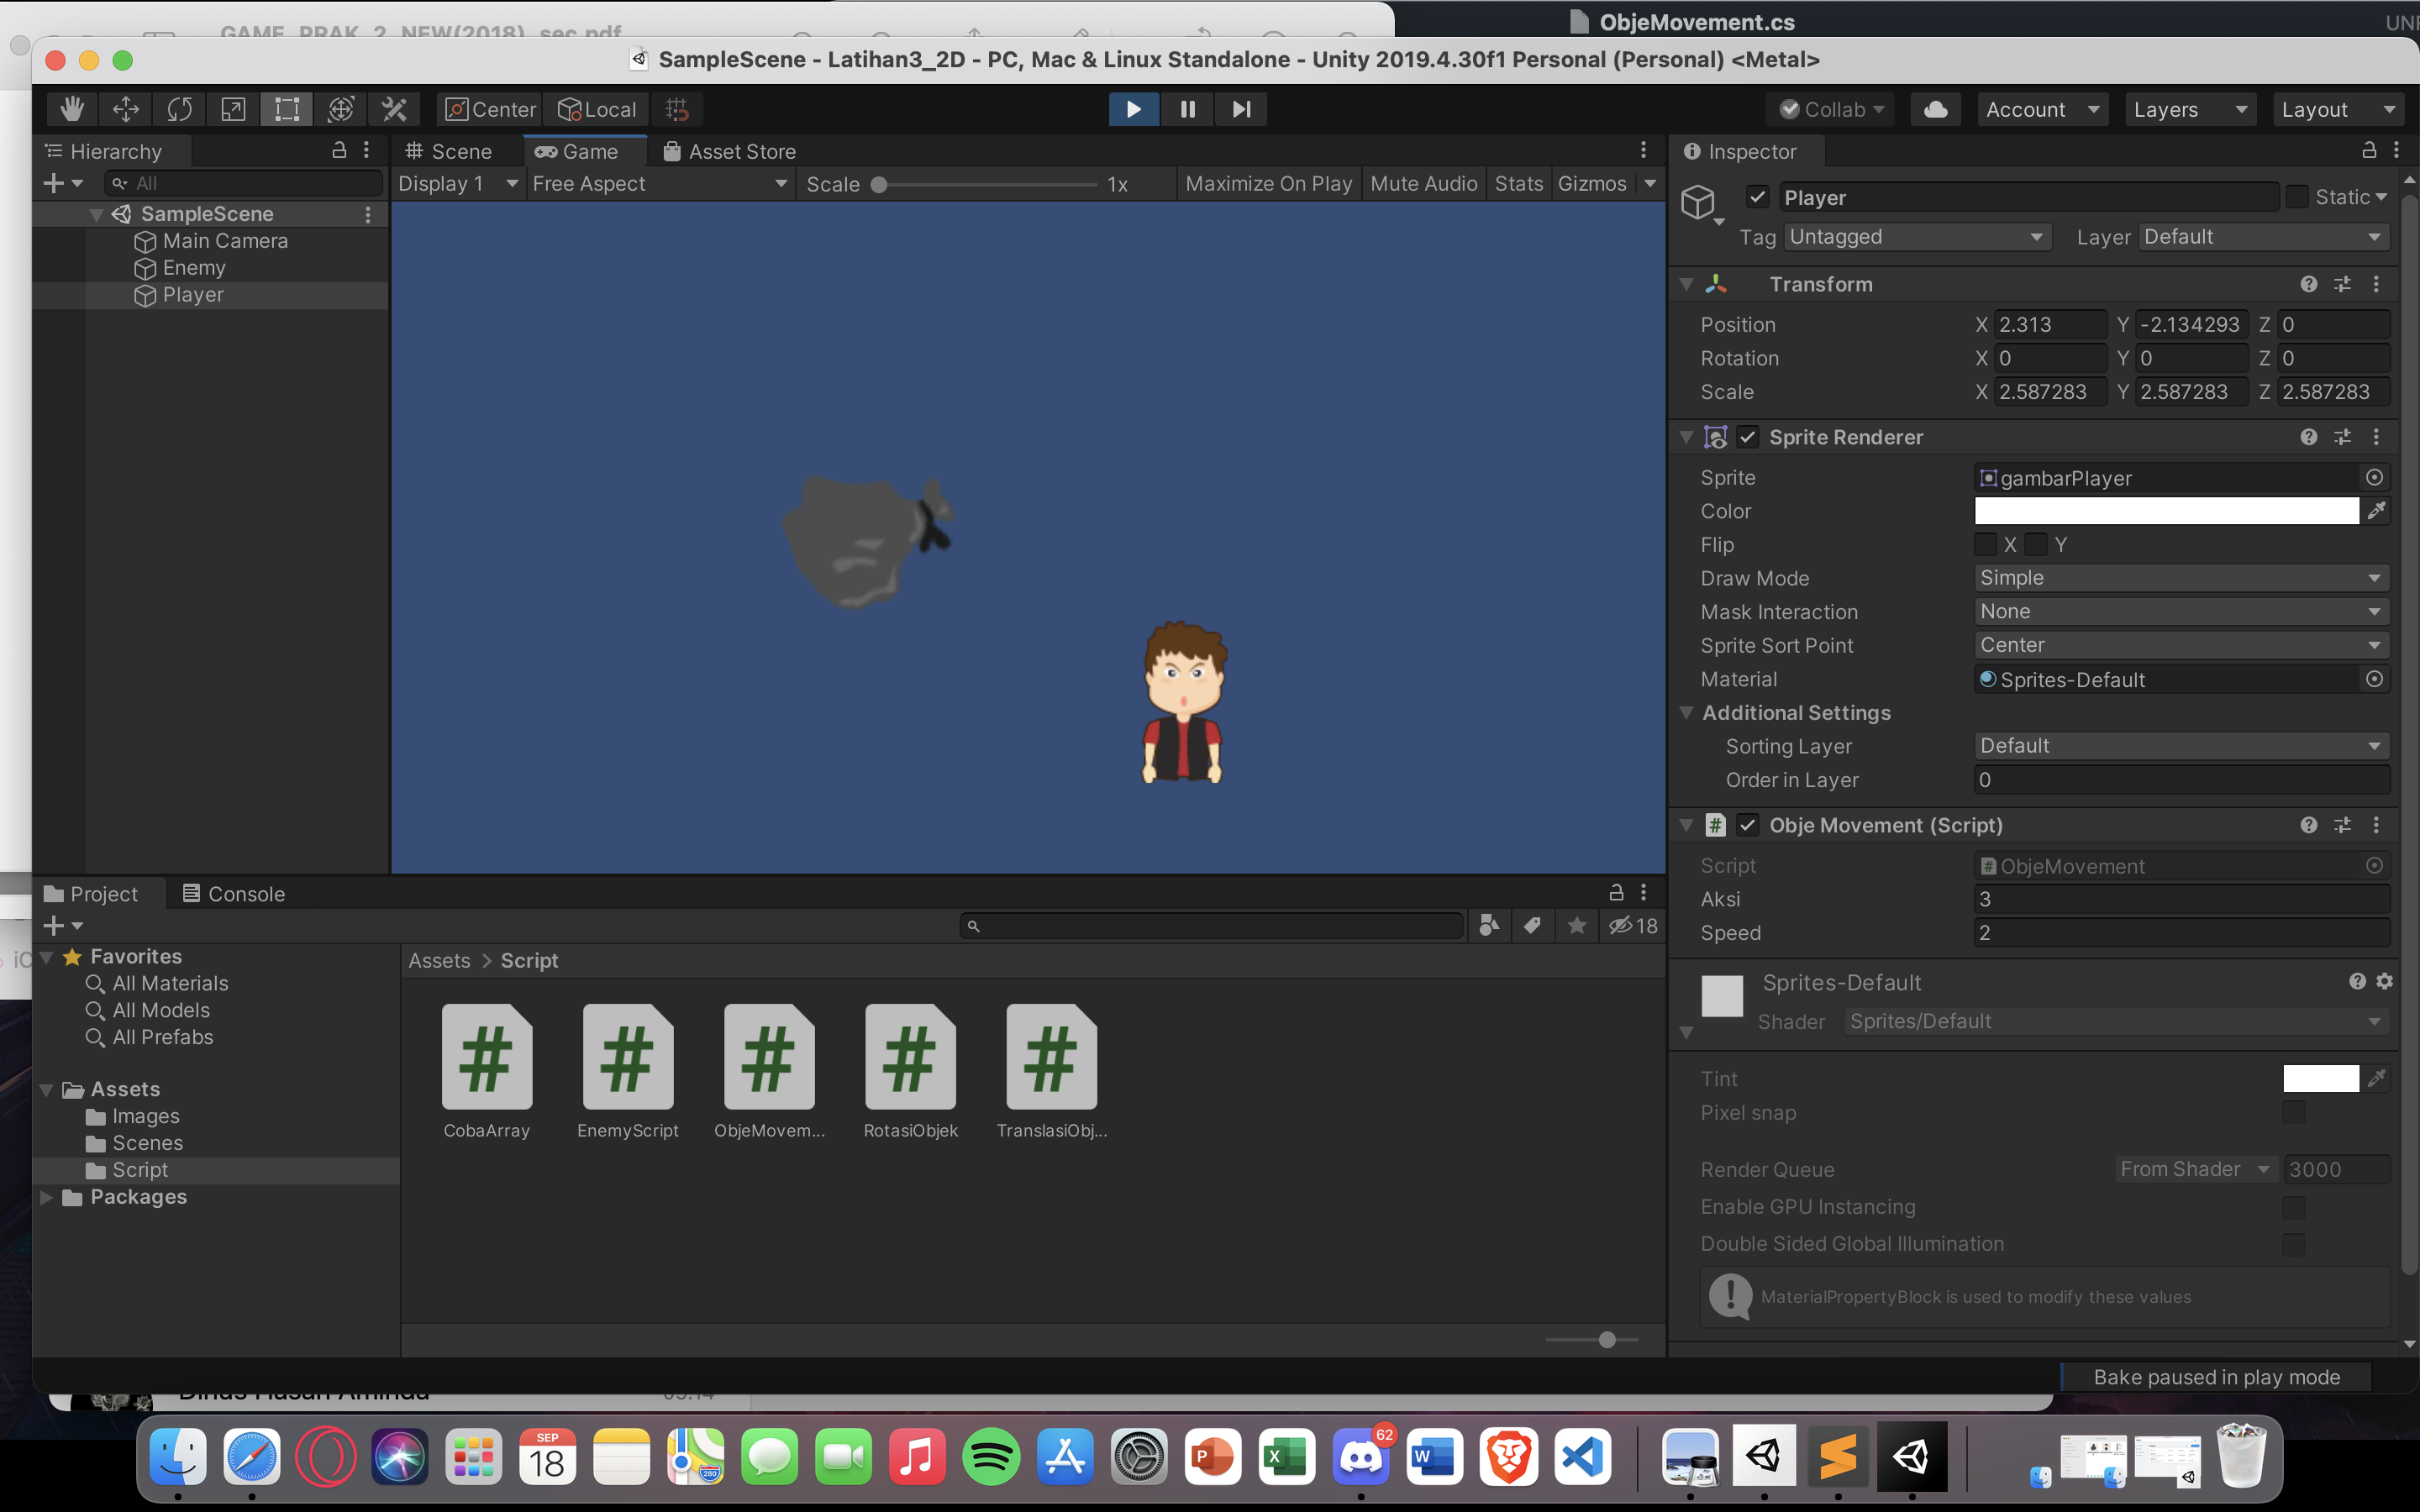 GAME_PRAK_2_NEW(2018)_sec.pdf
ObjeMovement.cs
SampleScene - Latihan3_2D - PC, Mac & Linux Standalone - Unity 2019.4.30f1 Personal (Personal) <Metal>
Center Local Collab Account Layers Layout
Hierarchy
All
SampleScene
Main Camera
Enemy
Player
Scene Game Asset Store
Display 1 Free Aspect Scale 1x Maximize On Play Mute Audio Stats Gizmos
Inspector
Player Static
Tag Untagged Layer Default
Transform
Position X 2.313 Y -2.134293 Z 0
Rotation X 0 Y 0 Z 0
Scale X 2.587283 Y 2.587283 Z 2.587283
Sprite Renderer
Sprite gambarPlayer
Color
Flip X Y
Draw Mode Simple
Mask Interaction None
Sprite Sort Point Center
Material Sprites-Default
Additional Settings
Sorting Layer Default
Order in Layer 0
# Obje Movement (Script)
Script # ObjeMovement
Aksi 3
Speed 2
Sprites-Default
Shader Sprites/Default
Tint
Pixel snap
Render Queue From Shader 3000
Enable GPU Instancing
Double Sided Global Illumination
MaterialPropertyBlock is used to modify these values
Project Console
18
Favorites
All Materials
All Models
All Prefabs
Assets
Images
Scenes
Script
Packages
Assets > Script
# # # # #
CobaArray EnemyScript ObjeMovem... RotasiObjek TranslasiObj...
Bake paused in play mode
SEP
18
280
P X 62 W